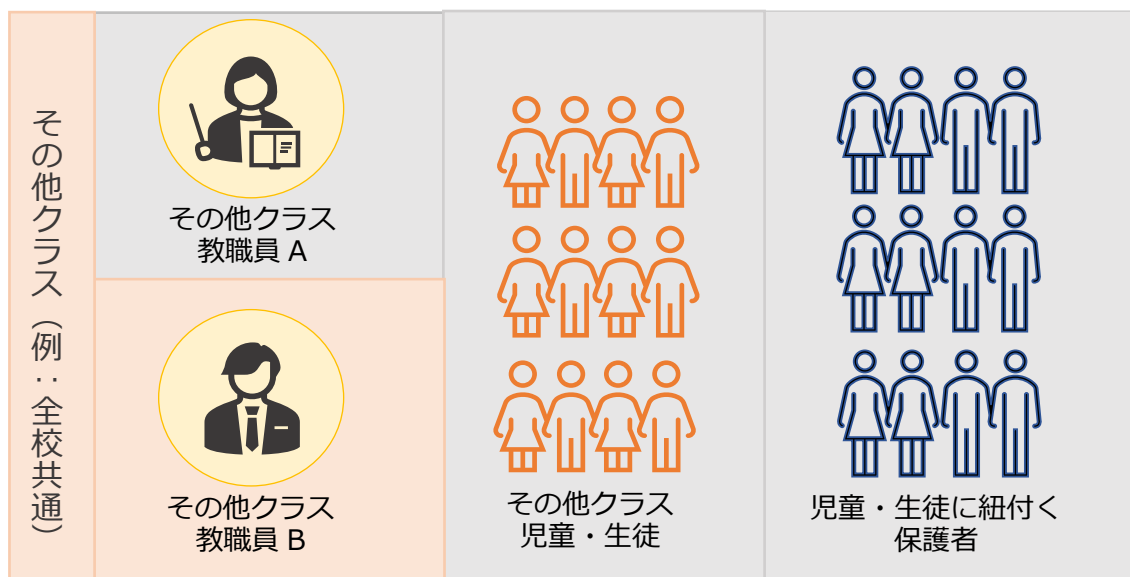 その他クラス（例：全校共通）
その他クラス
教職員 A
その他クラス
教職員 B
その他クラス
児童・生徒
児童・生徒に紐付く
保護者